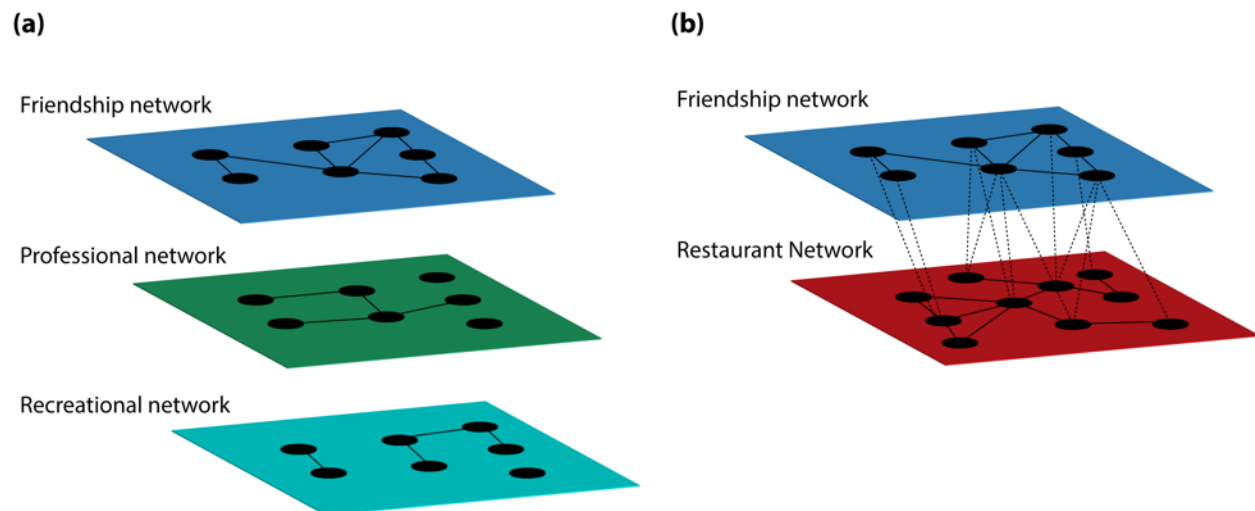 (a)
Friendship network
Professional network
Recreational network
(b)
Friendship network
Restaurant Network